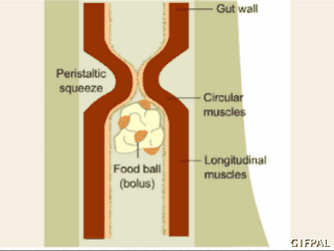 Gut wall
Peristaltic
squeeze
Circular
muscles
Food ball
(bolus)
Longitudinal
muscles
GIFPAL